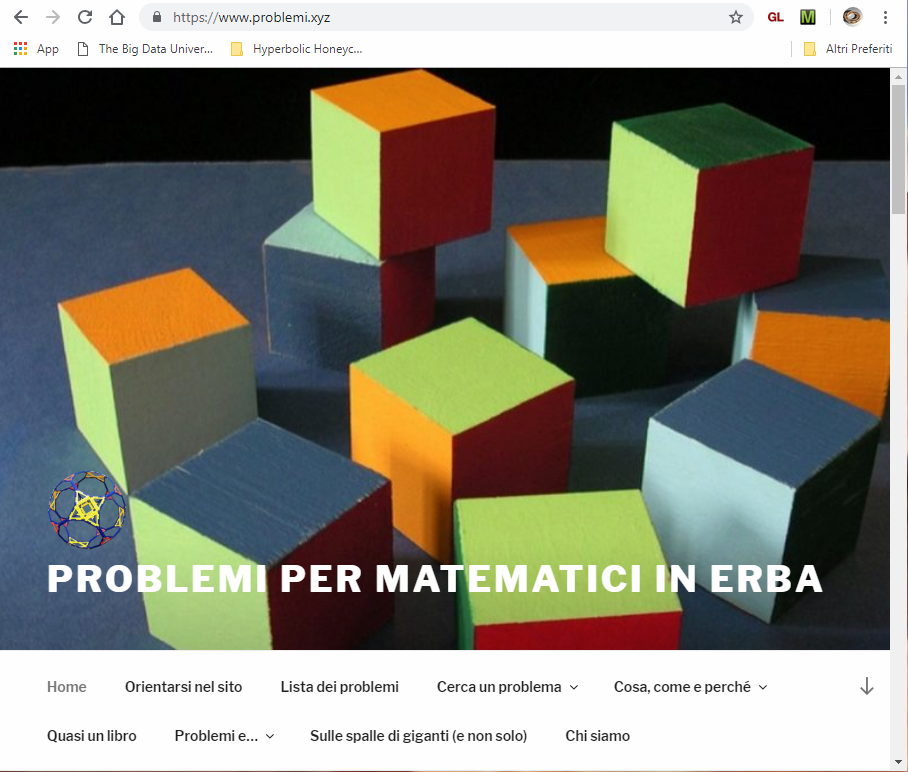 https://www.problemi.xyz
GL M
App The Big Data Univer... Hyperbolic Honeyc... Altri Preferiti
PROBLEMI PER MATEMATICI IN ERBA
Home Orientarsi nel sito Lista dei problemi Cerca un problema Cosa, come e perché
Quasi un libro Problemi e... Sulle spalle di giganti (e non solo) Chi siamo